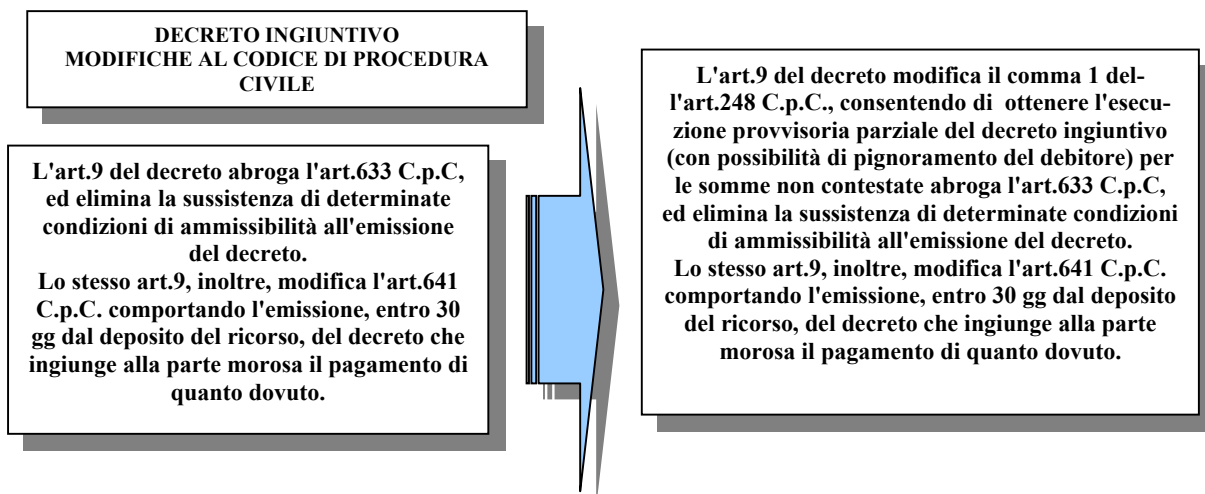 DECRETO INGIUNTIVO
MODIFICHE AL CODICE DI PROCEDURA
CIVILE
L'art.9 del decreto abroga l'art.633 C.p.C,
ed elimina la sussistenza di determinate
condizioni di ammissibilità all'emissione
del decreto.
Lo stesso art.9, inoltre, modifica l'art.641
C.p.C. comportando l'emissione, entro 30
gg dal deposito del ricorso, del decreto che
ingiunge alla parte morosa il pagamento di
quanto dovuto.
L'art.9 del decreto modifica il comma 1 del-
l'art.248 C.p.C., consentendo di ottenere l'esecu-
zione provvisoria parziale del decreto ingiuntivo
(con possibilità di pignoramento del debitore) per
le somme non contestate abroga l'art.633 C.p.C,
ed elimina la sussistenza di determinate condizioni
di ammissibilità all'emissione del decreto.
Lo stesso art.9, inoltre, modifica l'art.641 C.p.C.
comportando l'emissione, entro 30 gg dal deposito
del ricorso, del decreto che ingiunge alla parte
morosa il pagamento di quanto dovuto.